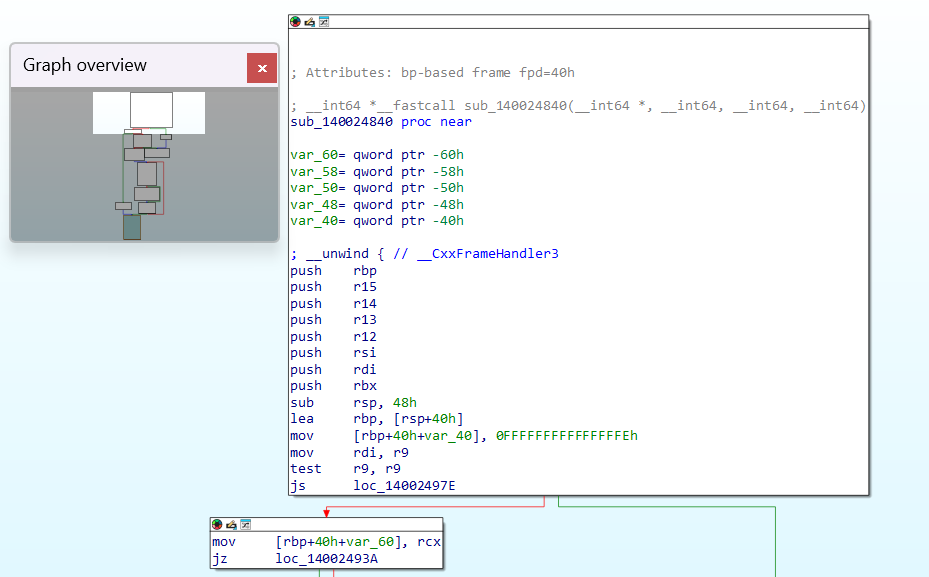 Graph overview
; Attributes: bp-based frame fpd=40h
; __int64 *__fastcall sub_140024840(__int64 *, __int64, __int64, __int64)
sub_140024840 proc near
var_60= qword ptr -60h
var_58= qword ptr -58h
var_50= qword ptr -50h
var_48= qword ptr -48h
var_40= qword ptr -40h
; __unwind { // __CxxFrameHandler3
push rbp
push r15
push r14
push r13
push r12
push rsi
push rdi
push rbx
sub rsp, 48h
lea rbp, [rsp+40h]
mov [rbp+40h+var_40], 0FFFFFFFFFFFFFFFEh
mov rdi, r9
test r9, r9
js loc_14002497E
mov [rbp+40h+var_60], rcx
jz loc_14002493A